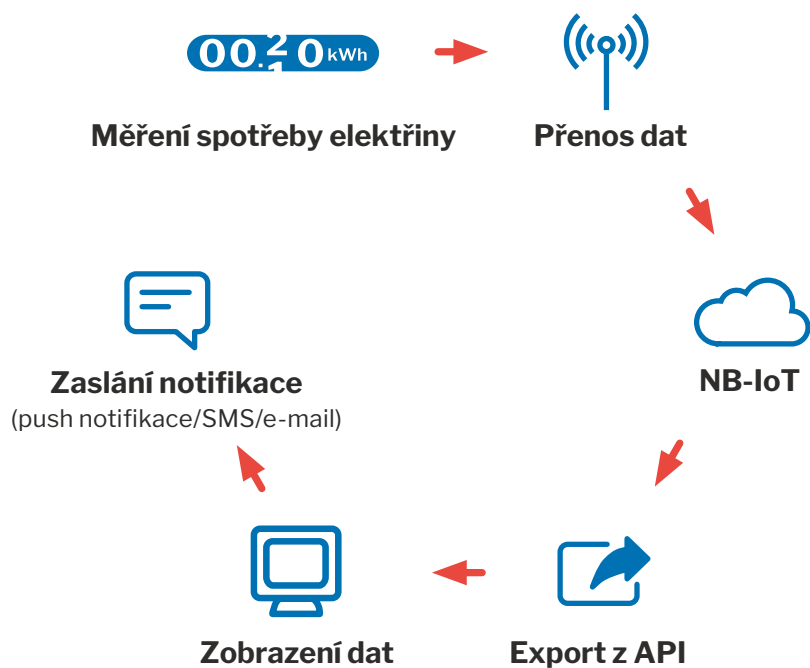 00.20 kWh
Měření spotřeby elektřiny
Přenos dat
NB-IoT
Export z API
Zobrazení dat
Zaslání notifikace
(push notifikace/SMS/e-mail)